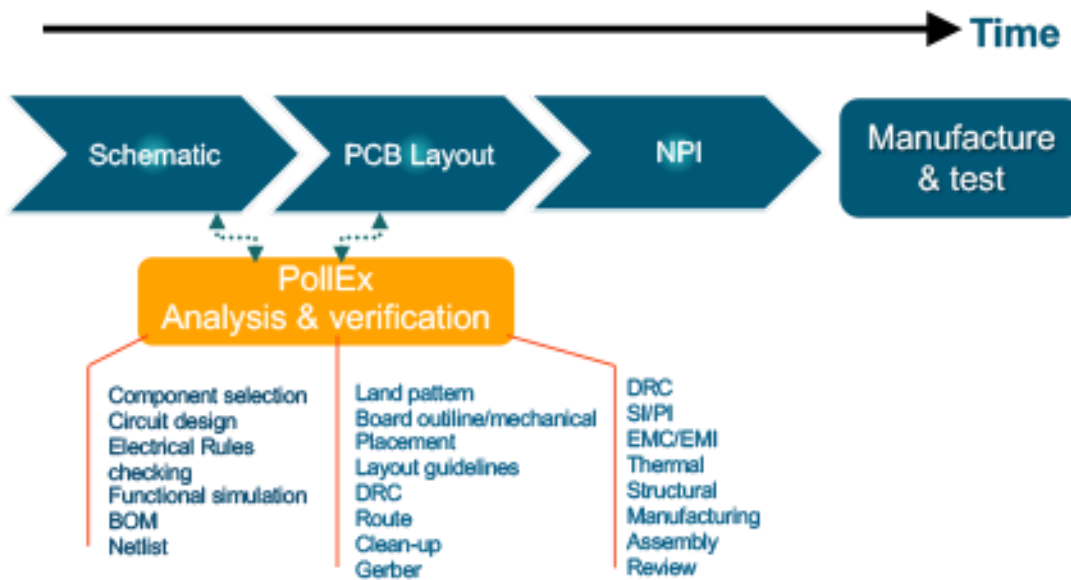 Time
Schematic
PCB Layout
NPI
Manufacture
& test
PollEx
Analysis & verification
Component selection
Circuit design
Electrical Rules
checking
Functional simulation
BOM
Netlist
Land pattern
Board outiline/mechanical
Placement
Layout guidelines
DRC
Route
Clean-up
Gerber
DRC
SI/PI
EMC/EMI
Thermal
Structural
Manufacturing
Assembly
Review